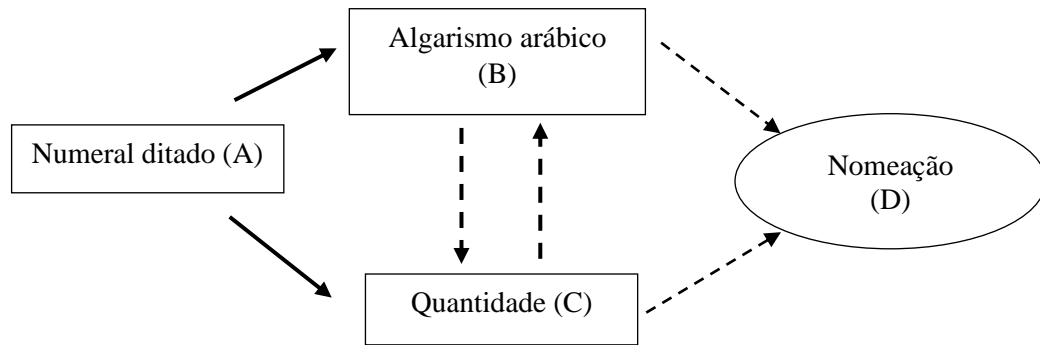 Algarismo arábico
(B)
Numeral ditado (A)
Nomeação
(D)
Quantidade (C)